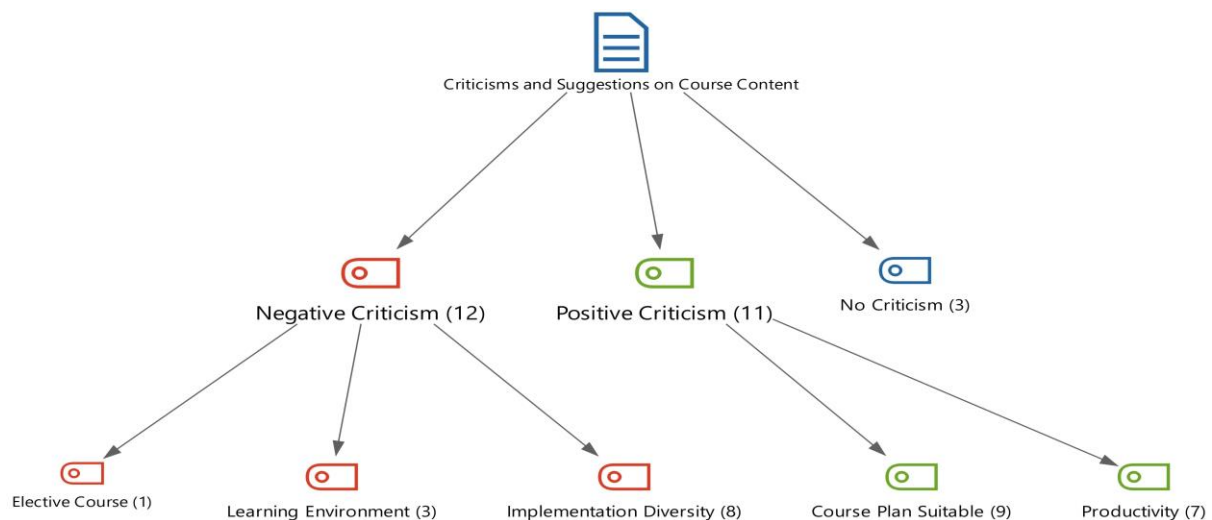 Criticisms and Suggestions on Course Content
Negative Criticism (12)
Positive Criticism (11)
No Criticism (3)
Elective Course (1)
Learning Environment (3)
Implementation Diversity (8)
Course Plan Suitable (9)
Productivity (7)